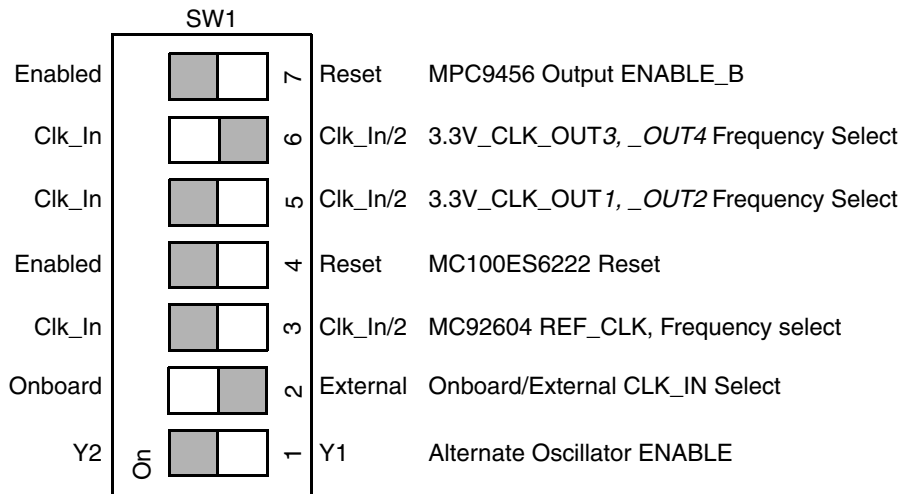 SW1
Enabled 7 Reset MPC9456 Output ENABLE_B
Clk_In 6 Clk_In/2 3.3V_CLK_OUT3, _OUT4 Frequency Select
Clk_In 5 Clk_In/2 3.3V_CLK_OUT1, _OUT2 Frequency Select
Enabled 4 Reset MC100ES6222 Reset
Clk_In 3 Clk_In/2 MC92604 REF_CLK, Frequency select
Onboard 2 External Onboard/External CLK_IN Select
Y2 On 1 Y1 Alternate Oscillator ENABLE